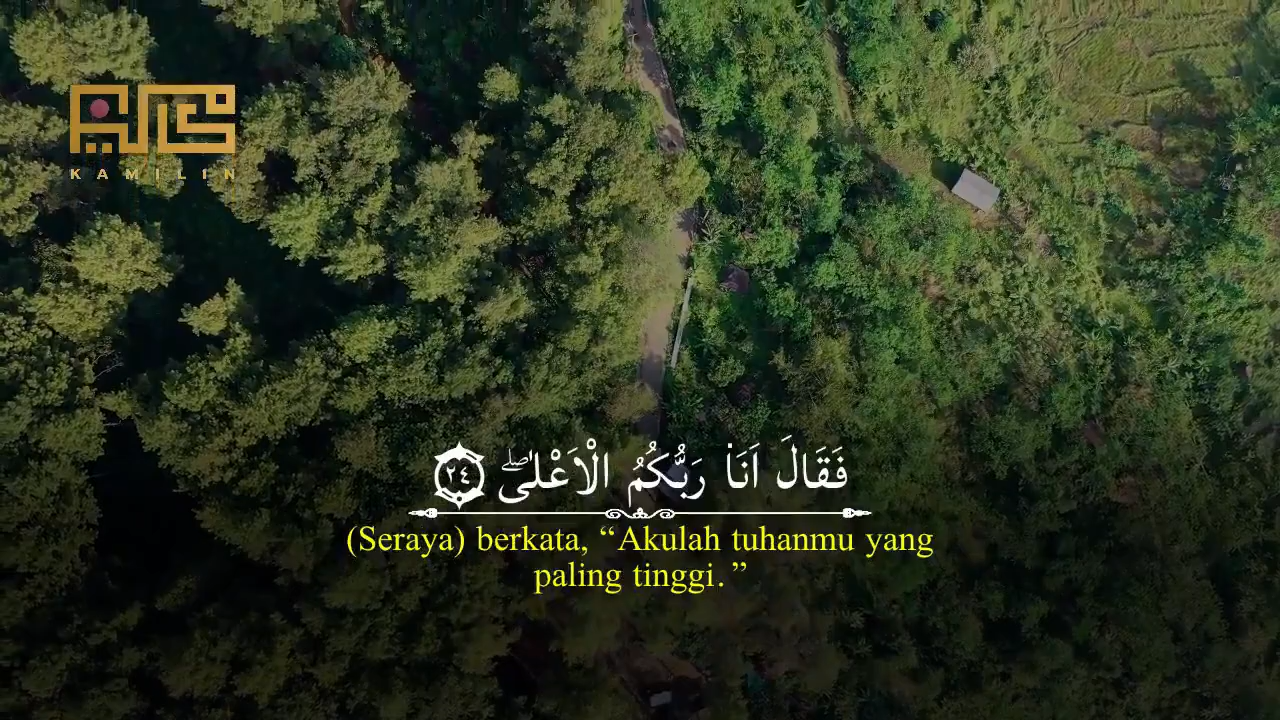 KAMILIN
فَقَالَ اَنَا۠ رَبُّكُمُ الْاَعْلٰىۖ ٢٤
(Seraya) berkata, “Akulah tuhanmu yang
paling tinggi.”